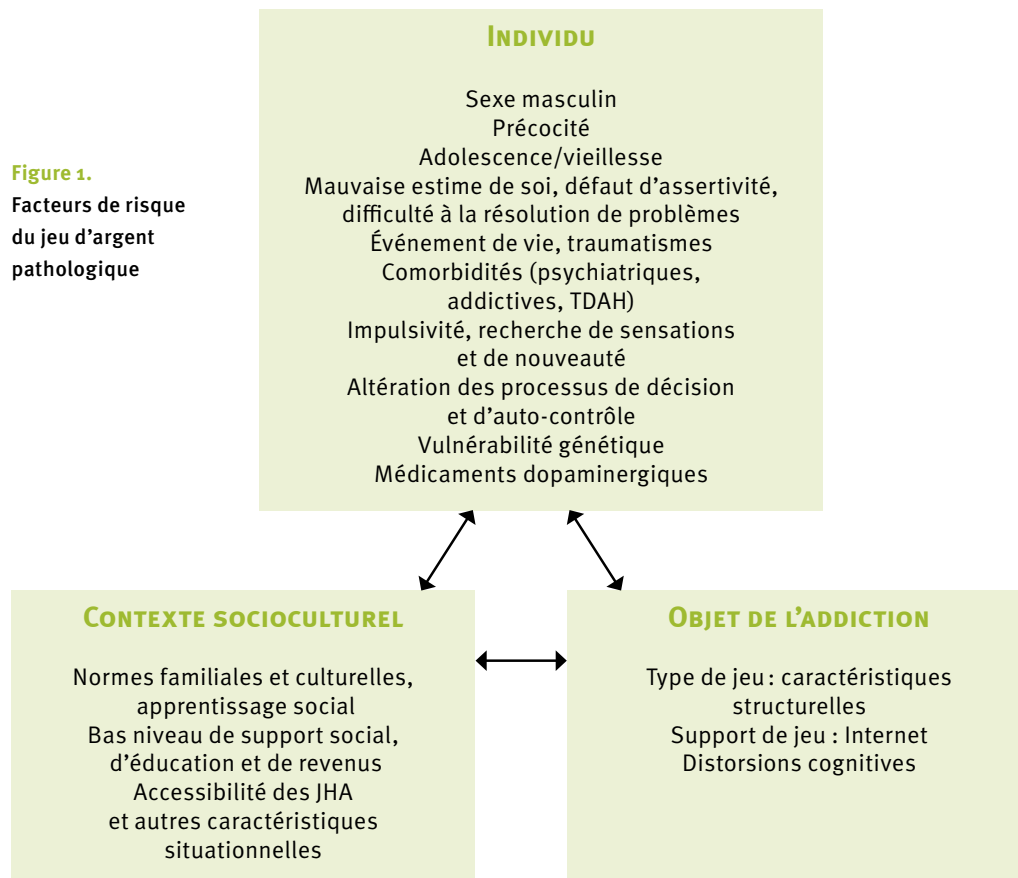 Figure 1.
Facteurs de risque
du jeu d'argent
pathologique
Individu
Sexe masculin
Précocité
Adolescence/vieillesse
Mauvaise estime de soi, défaut d'assertivité,
difficulté à la résolution de problèmes
Événement de vie, traumatismes
Comorbidités (psychiatriques,
addictives, TDAH)
Impulsivité, recherche de sensations
et de nouveauté
Altération des processus de décision
et d'auto-contrôle
Vulnérabilité génétique
Médicaments dopaminergiques
Contexte socioculturel
Normes familiales et culturelles,
apprentissage social
Bas niveau de support social,
d'éducation et de revenus
Accessibilité des JHA
et autres caractéristiques
situationnelles
Objet de l'addiction
Type de jeu : caractéristiques
structurelles
Support de jeu : Internet
Distorsions cognitives